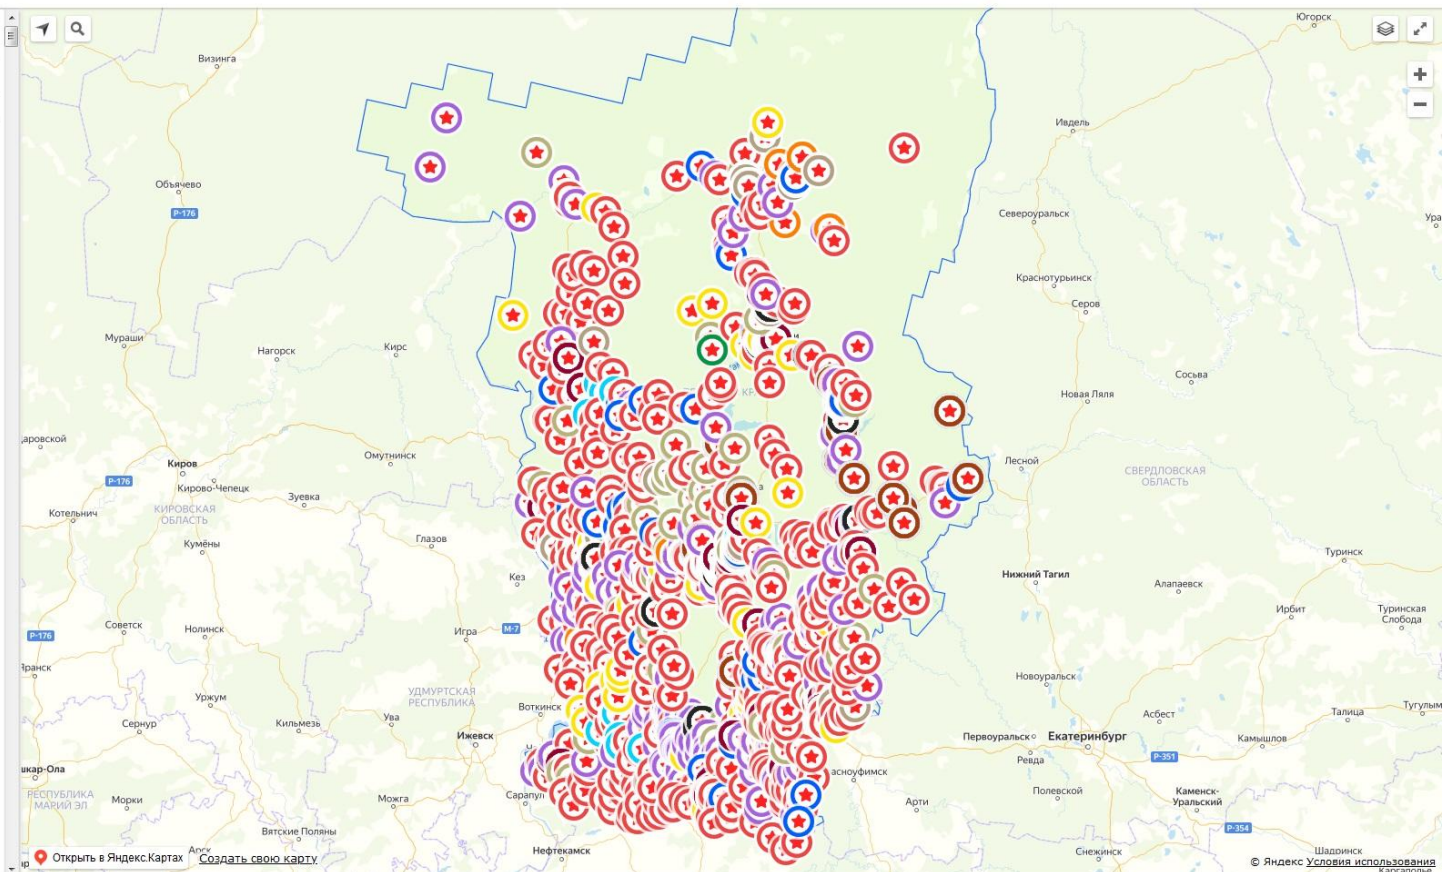 Югорск
Визинга
Ивдель
Объячево
Р-176
Североуральск
Ура
Краснотурьинск
Серов
Мураши
Нагорск
Кирс
Сосьва
Новая Ляля
аровской
Омутнинск
Лесной
Киров
СВЕРДЛОВСКАЯ
ОБЛАСТЬ
Р-176
Кирово-Чепецк
Зуевка
Котельнич
КИРОВСКАЯ
ОБЛАСТЬ
Глазов
Кумёны
Туринск
Кез
Нижний Тагил
Алапаевск
Ирбит
Туринская
Слобода
Советск
Нолинск
Игра
М-7
Р-176
Яранск
Новоуральск
УДМУРТСКАЯ
РЕСПУБЛИКА
Уржум
Воткинск
Асбест
Талица
Тугулым
Сернур
Кильмезь
Ува
Ижевск
Первоуральск
Екатеринбург
Камышлов
Ревда
Р-351
шкар-Ола
асноуфимск
РЕСПУБЛИКА
МАРИЙ ЭЛ
Морки
Можга
Сарапул
Арти
Полевской
Каменск-
Уральский
Вятские Поляны
Р-354
Арск
Нефтекамск
Снежинск
Шадринск
Открыть в Яндекс.Картах
Создать свою карту
© Яндекс Условия использования